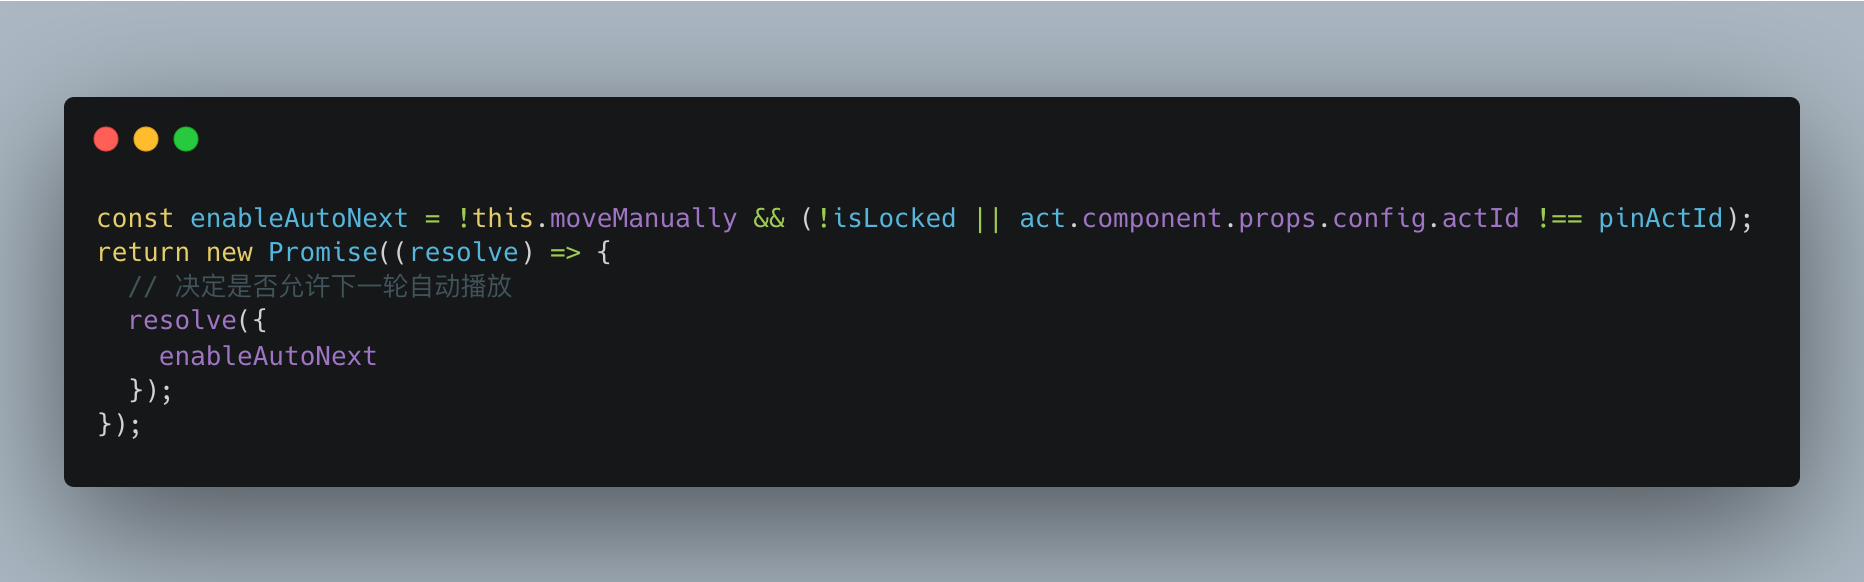 const enableAutoNext = !this.moveManually && (!isLocked || act.component.props.config.actId !== pinActId);
return new Promise((resolve) => {
  // 决定是否允许下一轮自动播放
  resolve({
    enableAutoNext
  });
});